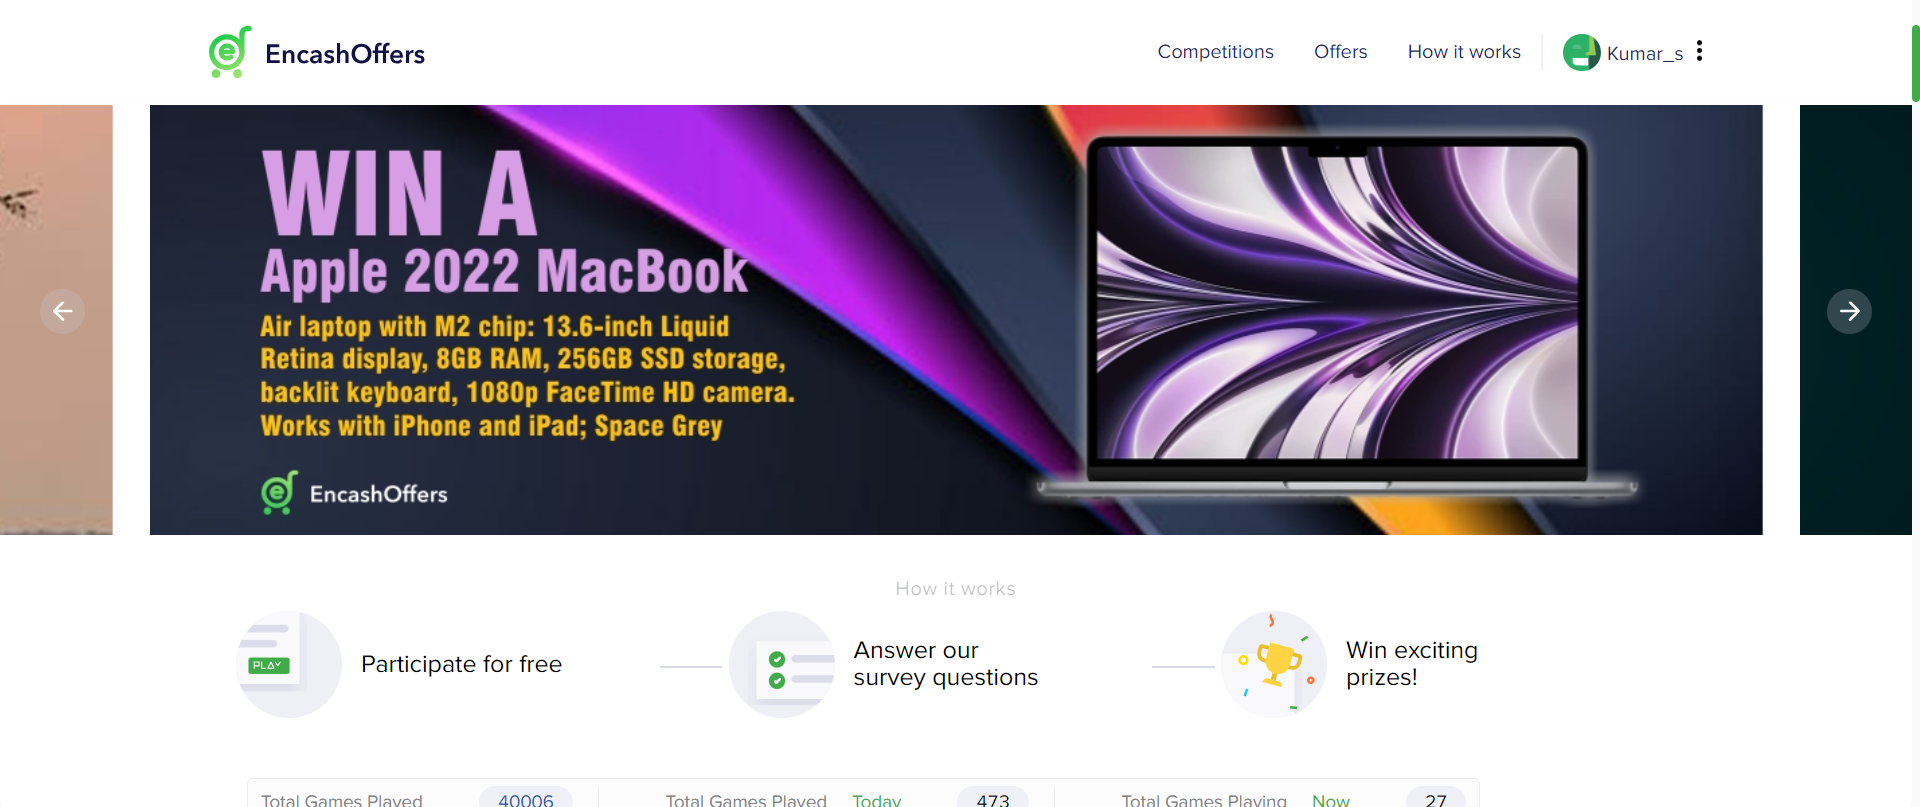 EncashOffers
Competitions
Offers
How it works
Kumar_s
WIN A
Apple 2022 MacBook
Air laptop with M2 chip: 13.6-inch Liquid
Retina display, 8GB RAM, 256GB SSD storage,
backlit keyboard, 1080p FaceTime HD camera.
Works with iPhone and iPad; Space Grey
EncashOffers
How it works
PLAY
Participate for free
Answer our
survey questions
Win exciting
prizes!
Total Games Played 40006
Total Games Played Today 473
Total Games Playing Now 27